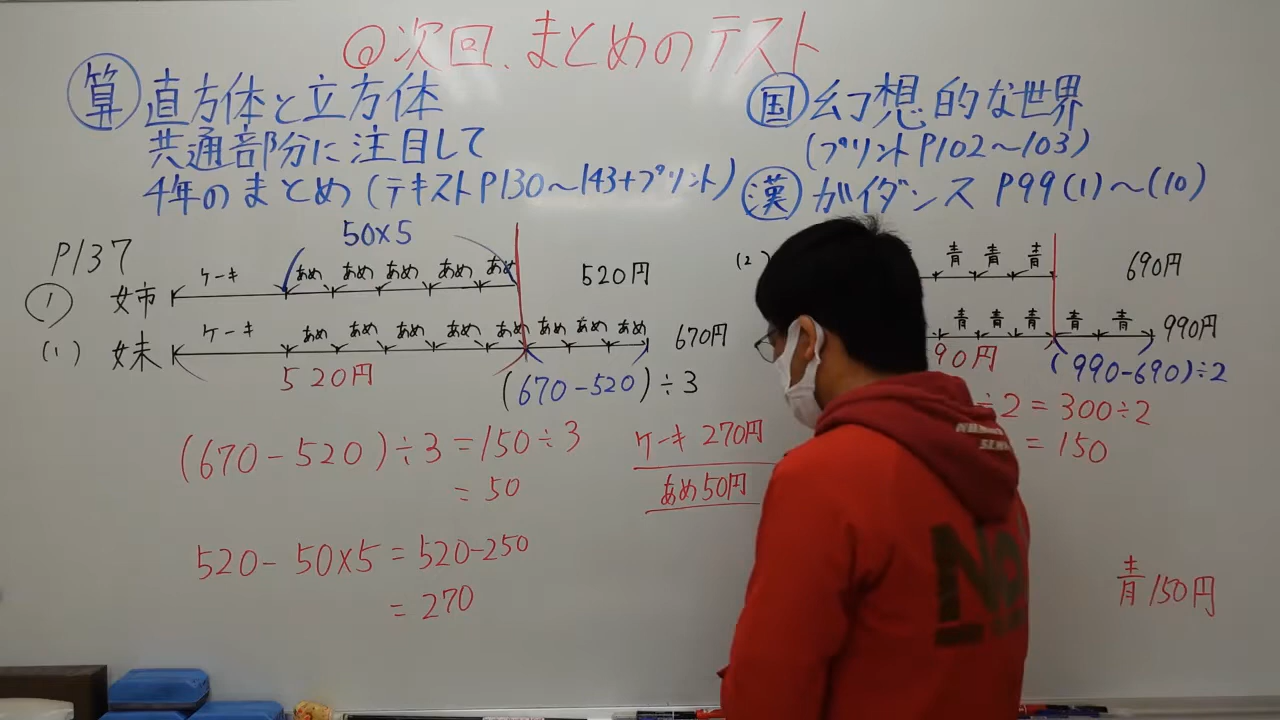 @次回、まとめのテスト
算 直方体と立方体
共通部分に注目して
4年のまとめ(テキストP130〜143+プリント)
国 幻想的な世界
(プリントP102〜103)
漢 ガイダンス P99(1)〜(10)
P137
50×5
① 姉 ケーキ あめ あめ あめ あめ あめ 520円
(1) 妹 ケーキ あめ あめ あめ あめ あめ あめ あめ あめ 670円
520円
(670-520)÷3
(670-520)÷3=150÷3
=50
520-50×5=520-250
=270
ケーキ 270円
あめ50円
(2)
青 青 青 690円
青 青 青 青 青 990円
90円
(990-690)÷2
÷2=300÷2
=150
青150円